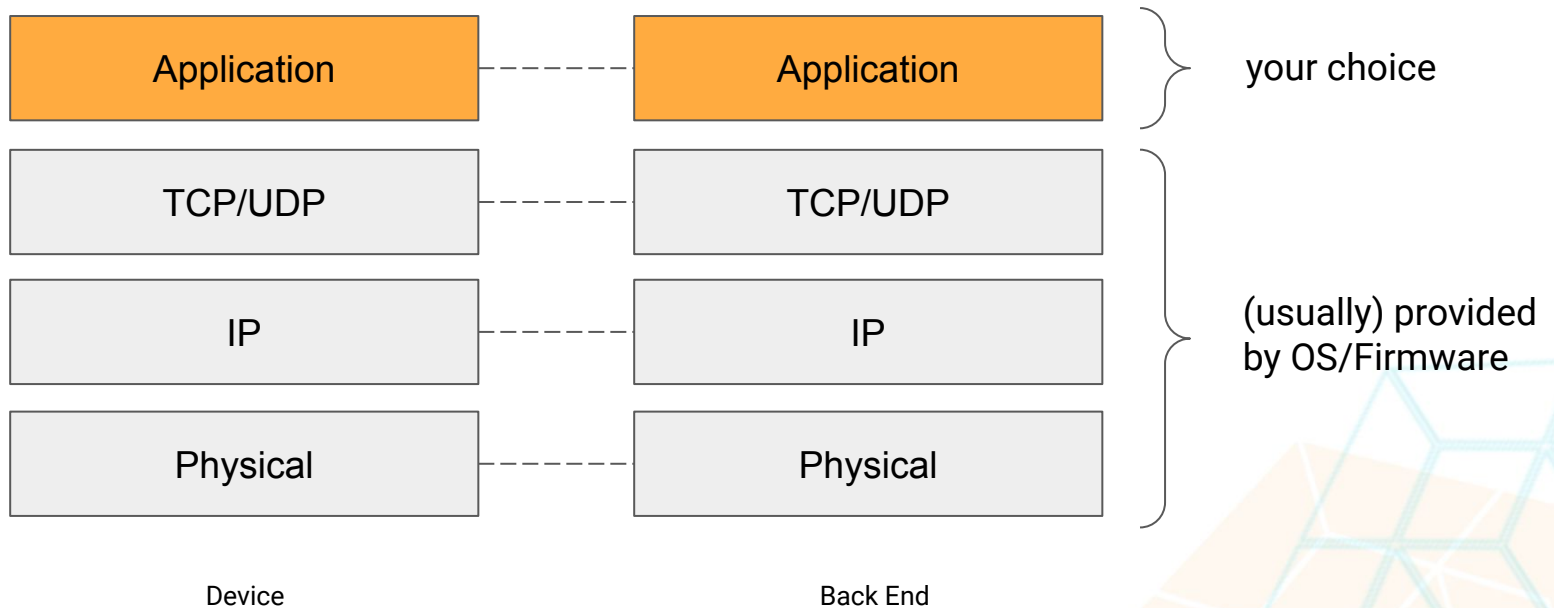 Application
Application
your choice
TCP/UDP
TCP/UDP
IP
IP
(usually) provided
by OS/Firmware
Physical
Physical
Device
Back End